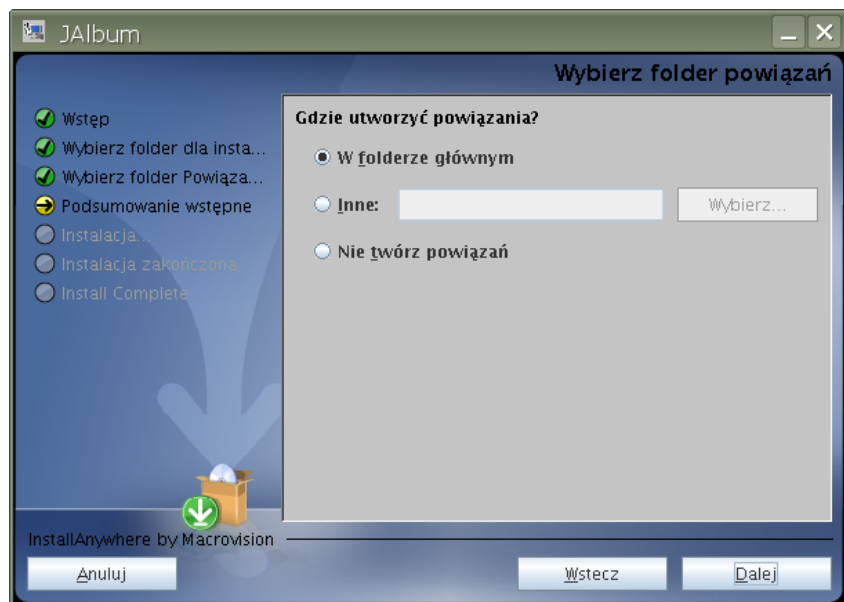 JAlbum
Wybierz folder powiązań
Wstęp
Wybierz folder dla insta...
Wybierz folder Powiąza...
Podsumowanie wstępne
Instalacja...
Instalacja zakończona
Install Complete
Gdzie utworzyć powiązania?
W folderze głównym
Inne:
Wybierz...
Nie twórz powiązań
InstallAnywhere by Macrovision
Anuluj
Wstecz
Dalej